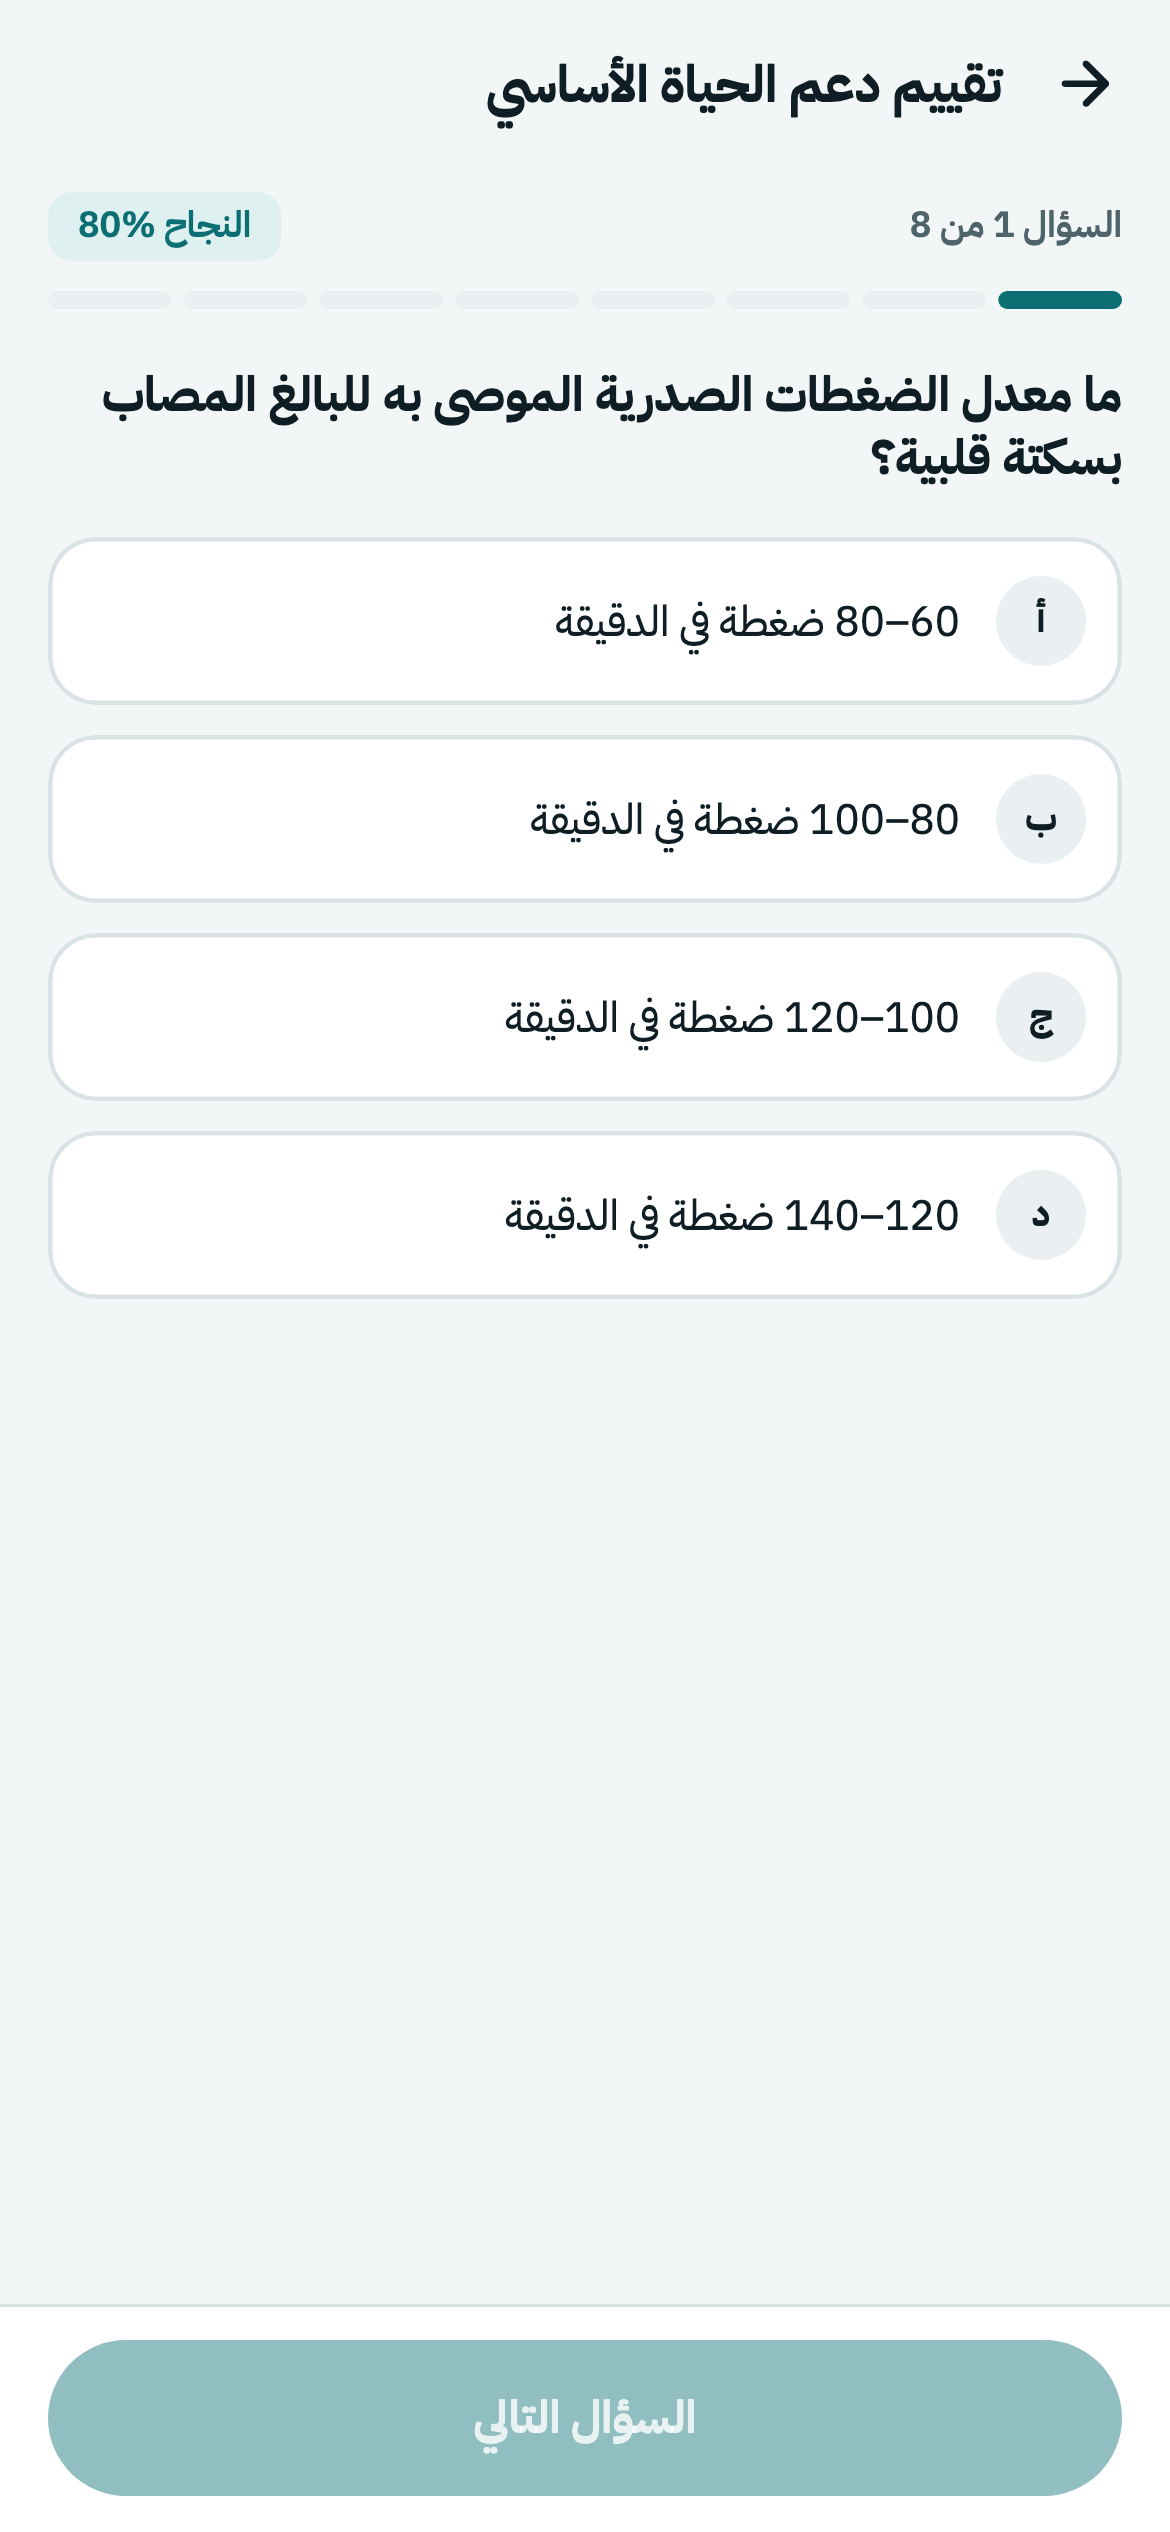 تقييم دعم الحياة الأساسي
السؤال 1 من 8
النجاح 80%
ما معدل الضغطات الصدرية الموصى به للبالغ المصاب
بسكتة قلبية؟
أ
60–80 ضغطة في الدقيقة
ب
80–100 ضغطة في الدقيقة
ج
100–120 ضغطة في الدقيقة
د
120–140 ضغطة في الدقيقة
السؤال التالي